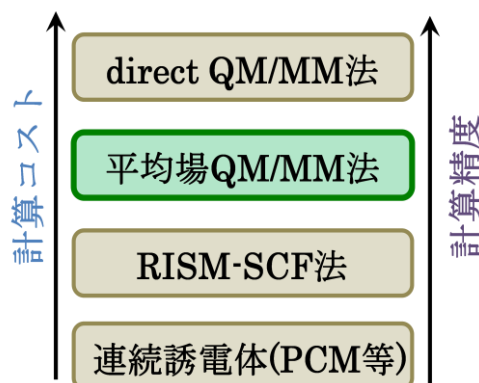 direct QM/MM法
平均場QM/MM法
RISM-SCF法
連続誘電体(PCM等)
計算コスト
計算精度